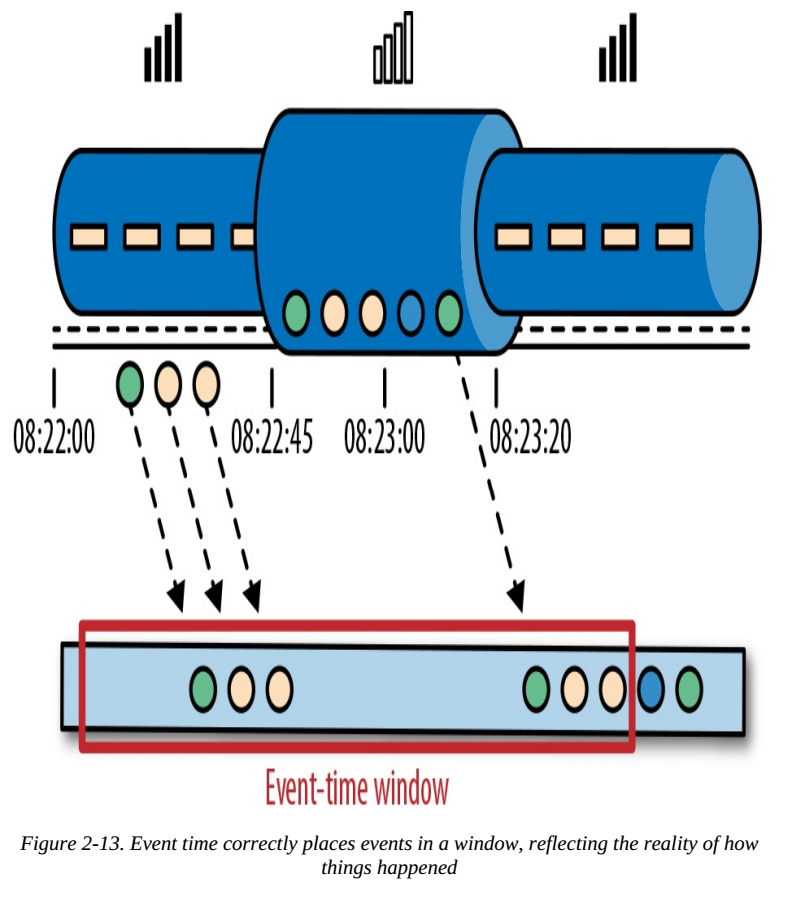 08:22:00 08:22:45 08:23:00 08:23:20
Event-time window
Figure 2-13. Event time correctly places events in a window, reflecting the reality of how
things happened